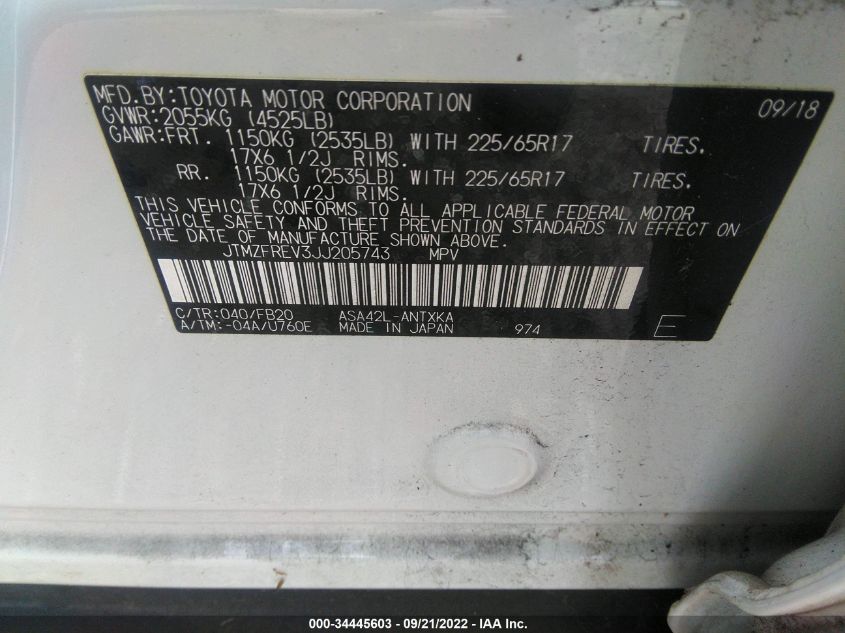 MFD.BY:TOYOTA MOTOR CORPORATION 09/18
GVWR:2055KG (4525LB)
GAWR:FRT. 1150KG (2535LB) WITH 225/65R17 TIRES.
17X6 1/2J RIMS.
RR. 1150KG (2535LB) WITH 225/65R17 TIRES.
17X6 1/2J RIMS.
THIS VEHICLE CONFORMS TO ALL APPLICABLE FEDERAL MOTOR
VEHICLE SAFETY AND THEFT PREVENTION STANDARDS IN EFFECT ON
THE DATE OF MANUFACTURE SHOWN ABOVE.
JTMZFREV3JJ205743 MPV
C/TR:040/FB20 ASA42L-ANTXKA
A/TM:-04A/U760E MADE IN JAPAN 974 E
000-34445603 - 09/21/2022 - IAA Inc.